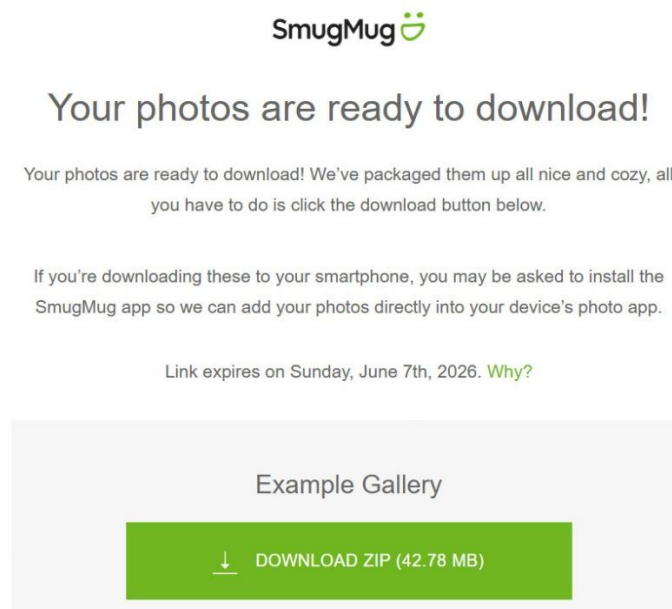 SmugMug
Your photos are ready to download!
Your photos are ready to download! We’ve packaged them up all nice and cozy, all
you have to do is click the download button below.
If you’re downloading these to your smartphone, you may be asked to install the
SmugMug app so we can add your photos directly into your device’s photo app.
Link expires on Sunday, June 7th, 2026. Why?
Example Gallery
DOWNLOAD ZIP (42.78 MB)